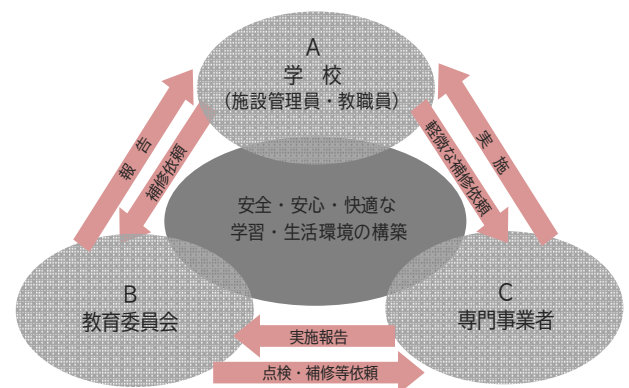 A
学　校
（施設管理員・教職員）
報　告
補修依頼
軽微な補修依頼
実　施
安全・安心・快適な
学習・生活環境の構築
B
教育委員会
C
専門事業者
実施報告
点検・補修等依頼